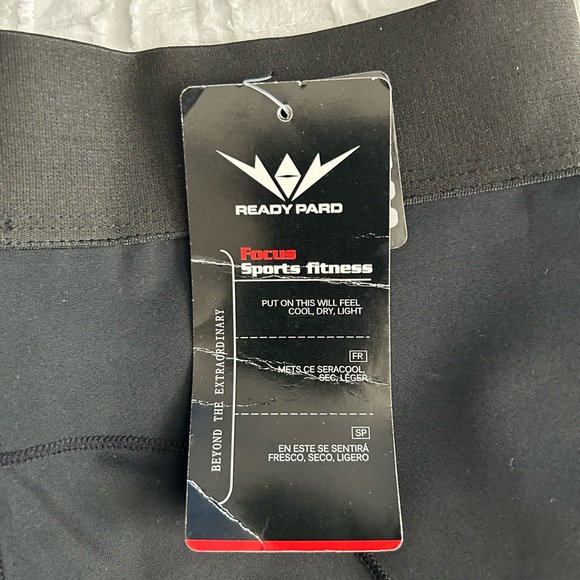 READY PARD
Focus
Sports fitness
PUT ON THIS WILL FEEL
COOL, DRY, LIGHT
FR
METS CE SERACOOL,
SEC, LÉGER
SP
EN ESTE SE SENTIRÁ
FRESCO, SECO, LIGERO
BEYOND THE EXTRAORDINARY